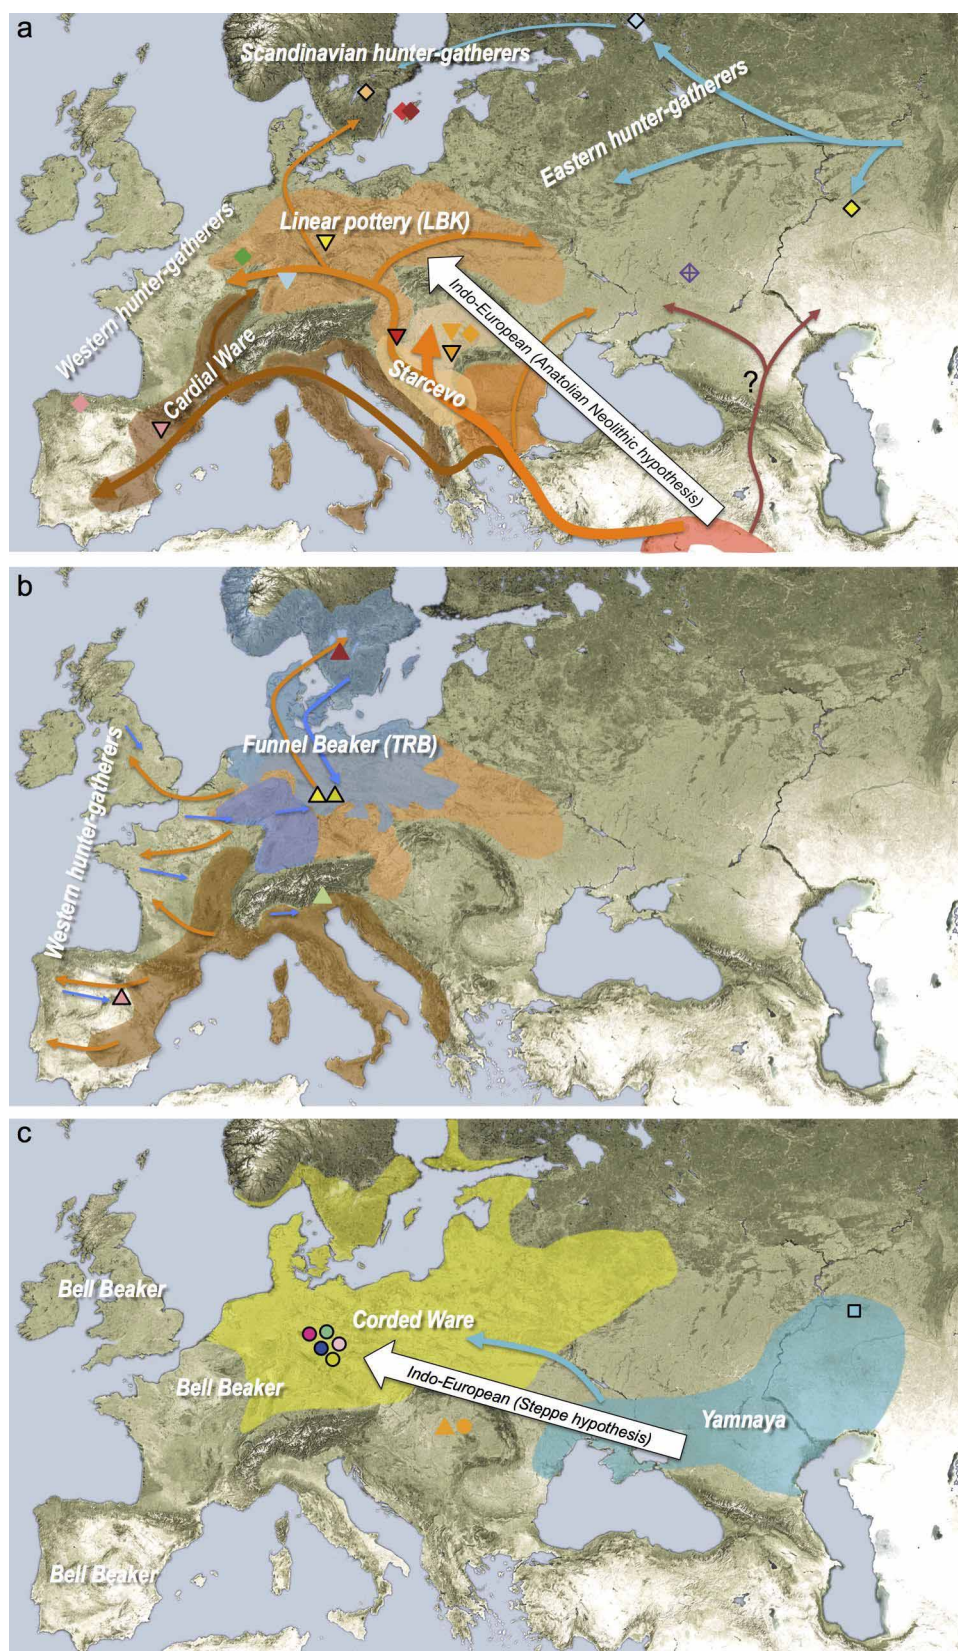 a
Scandinavian hunter-gatherers
Eastern hunter-gatherers
Western hunter-gatherers
Linear pottery (LBK)
Cardial Ware
Starcevo
Indo-European (Anatolian Neolithic hypothesis)
?
b
Funnel Beaker (TRB)
Western hunter-gatherers
c
Bell Beaker
Corded Ware
Bell Beaker
Indo-European (Steppe hypothesis)
Yamnaya
Bell Beaker